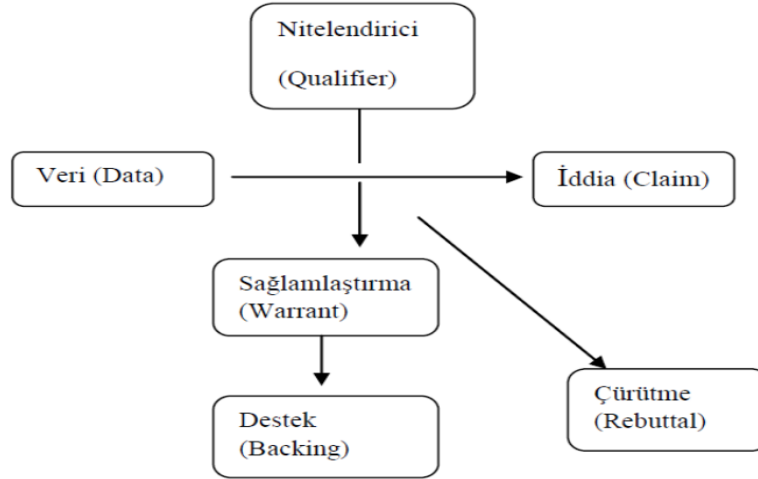 Nitelendirici
(Qualifier)
Veri (Data)
İddia (Claim)
Sağlamlaştırma
(Warrant)
Destek
(Backing)
Çürütme
(Rebuttal)